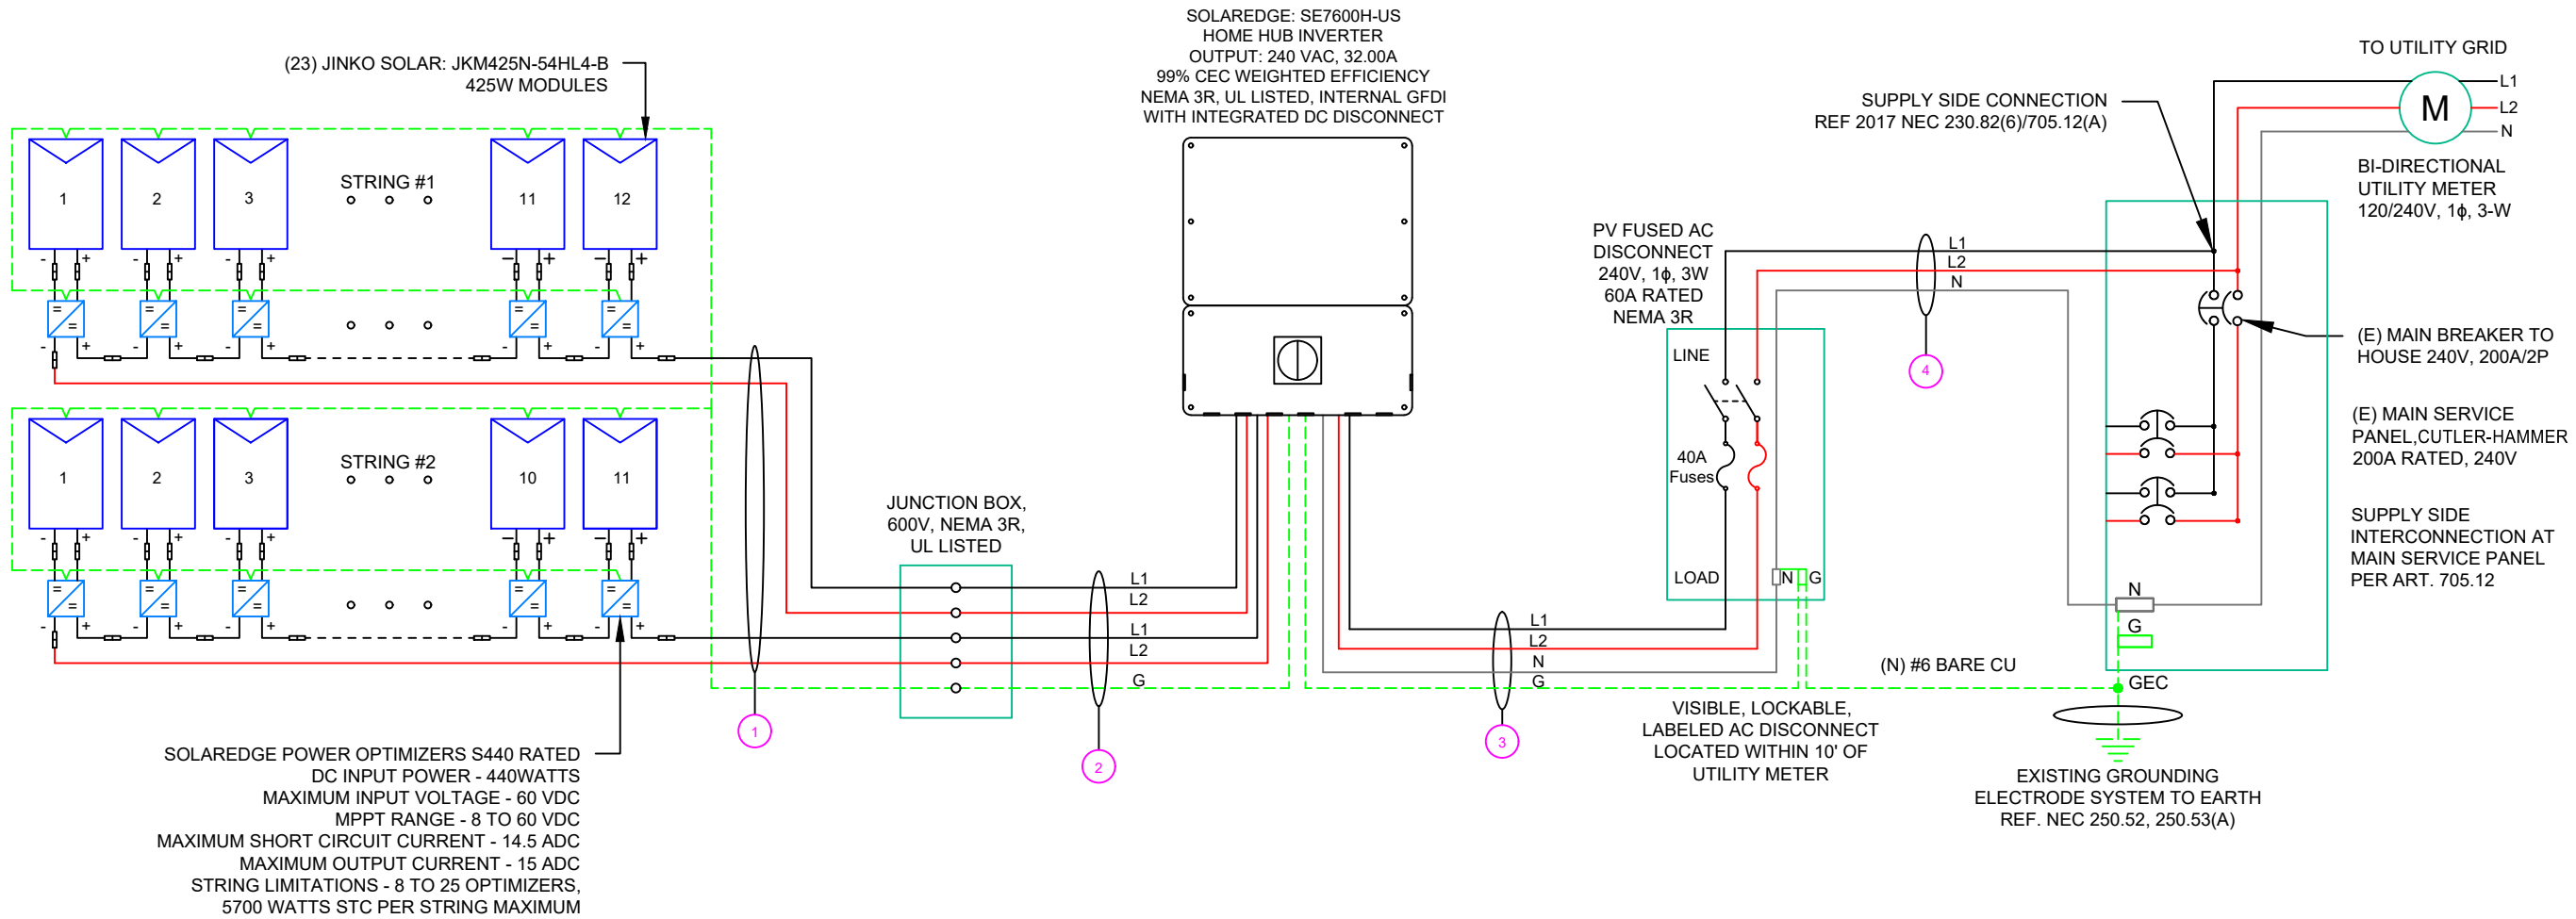 SOLAREDGE: SE7600H-US
HOME HUB INVERTER
OUTPUT: 240 VAC, 32.00A
99% CEC WEIGHTED EFFICIENCY
NEMA 3R, UL LISTED, INTERNAL GFDI
WITH INTEGRATED DC DISCONNECT
(23) JINKO SOLAR: JKM425N-54HL4-B
425W MODULES
1
2
3
STRING #1
11
12
- + - + - + - + - +
= = = = = = = = = =
- + - + - + - + - +
1
2
3
STRING #2
10
11
- + - + - + - + - +
= = = = = = = = = =
- + - + - + - + - +
SOLAREDGE POWER OPTIMIZERS S440 RATED
DC INPUT POWER - 440WATTS
MAXIMUM INPUT VOLTAGE - 60 VDC
MPPT RANGE - 8 TO 60 VDC
MAXIMUM SHORT CIRCUIT CURRENT - 14.5 ADC
MAXIMUM OUTPUT CURRENT - 15 ADC
STRING LIMITATIONS - 8 TO 25 OPTIMIZERS,
5700 WATTS STC PER STRING MAXIMUM
1
JUNCTION BOX,
600V, NEMA 3R,
UL LISTED
L1
L2
L1
L2
G
2
L1
L2
N
G
3
PV FUSED AC
DISCONNECT
240V, 1ϕ, 3W
60A RATED
NEMA 3R
LINE
40A
Fuses
LOAD
N
G
VISIBLE, LOCKABLE,
LABELED AC DISCONNECT
LOCATED WITHIN 10' OF
UTILITY METER
L1
L2
N
4
(N) #6 BARE CU
SUPPLY SIDE CONNECTION
REF 2017 NEC 230.82(6)/705.12(A)
TO UTILITY GRID
M
L1
L2
N
BI-DIRECTIONAL
UTILITY METER
120/240V, 1ϕ, 3-W
(E) MAIN BREAKER TO
HOUSE 240V, 200A/2P
(E) MAIN SERVICE
PANEL,CUTLER-HAMMER
200A RATED, 240V
SUPPLY SIDE
INTERCONNECTION AT
MAIN SERVICE PANEL
PER ART. 705.12
N
G
GEC
EXISTING GROUNDING
ELECTRODE SYSTEM TO EARTH
REF. NEC 250.52, 250.53(A)